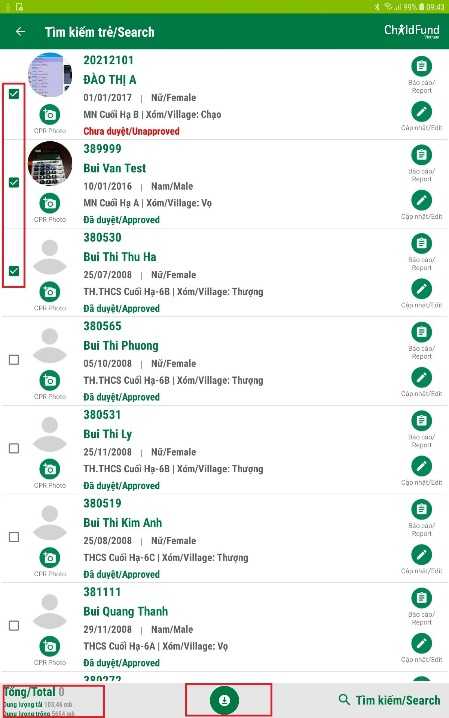 99% 09:43
Tìm kiếm trẻ/Search
ChildFund
Vietnam
20212101
ĐÀO THỊ A
01/01/2017 | Nữ/Female
MN Cuối Hạ B | Xóm/Village: Chạo
Chưa duyệt/Unapproved
CPR Photo
Báo cáo/
Report
Cập nhật/Edit
389999
Bui Van Test
10/01/2016 | Nam/Male
MN Cuối Hạ A | Xóm/Village: Vọ
Đã duyệt/Approved
CPR Photo
Báo cáo/
Report
Cập nhật/Edit
380530
Bui Thi Thu Ha
25/07/2008 | Nữ/Female
TH.THCS Cuối Hạ-6B | Xóm/Village: Thượng
Đã duyệt/Approved
CPR Photo
Báo cáo/
Report
Cập nhật/Edit
380565
Bui Thi Phuong
05/10/2008 | Nữ/Female
TH.THCS Cuối Hạ-6B | Xóm/Village: Thượng
Đã duyệt/Approved
CPR Photo
Báo cáo/
Report
Cập nhật/Edit
380531
Bui Thi Ly
25/11/2008 | Nữ/Female
TH.THCS Cuối Hạ-6B | Xóm/Village: Thượng
Đã duyệt/Approved
CPR Photo
Báo cáo/
Report
Cập nhật/Edit
380519
Bui Thi Kim Anh
25/08/2008 | Nữ/Female
THCS Cuối Hạ-6C | Xóm/Village: Thượng
Đã duyệt/Approved
CPR Photo
Báo cáo/
Report
Cập nhật/Edit
381111
Bui Quang Thanh
29/11/2008 | Nam/Male
THCS Cuối Hạ-6A | Xóm/Village: Vọ
Đã duyệt/Approved
CPR Photo
Báo cáo/
Report
Cập nhật/Edit
380272
Tổng/Total 0
Dung lượng tải 103,46 mb
Dung lượng trống 5654 mb
Tìm kiếm/Search